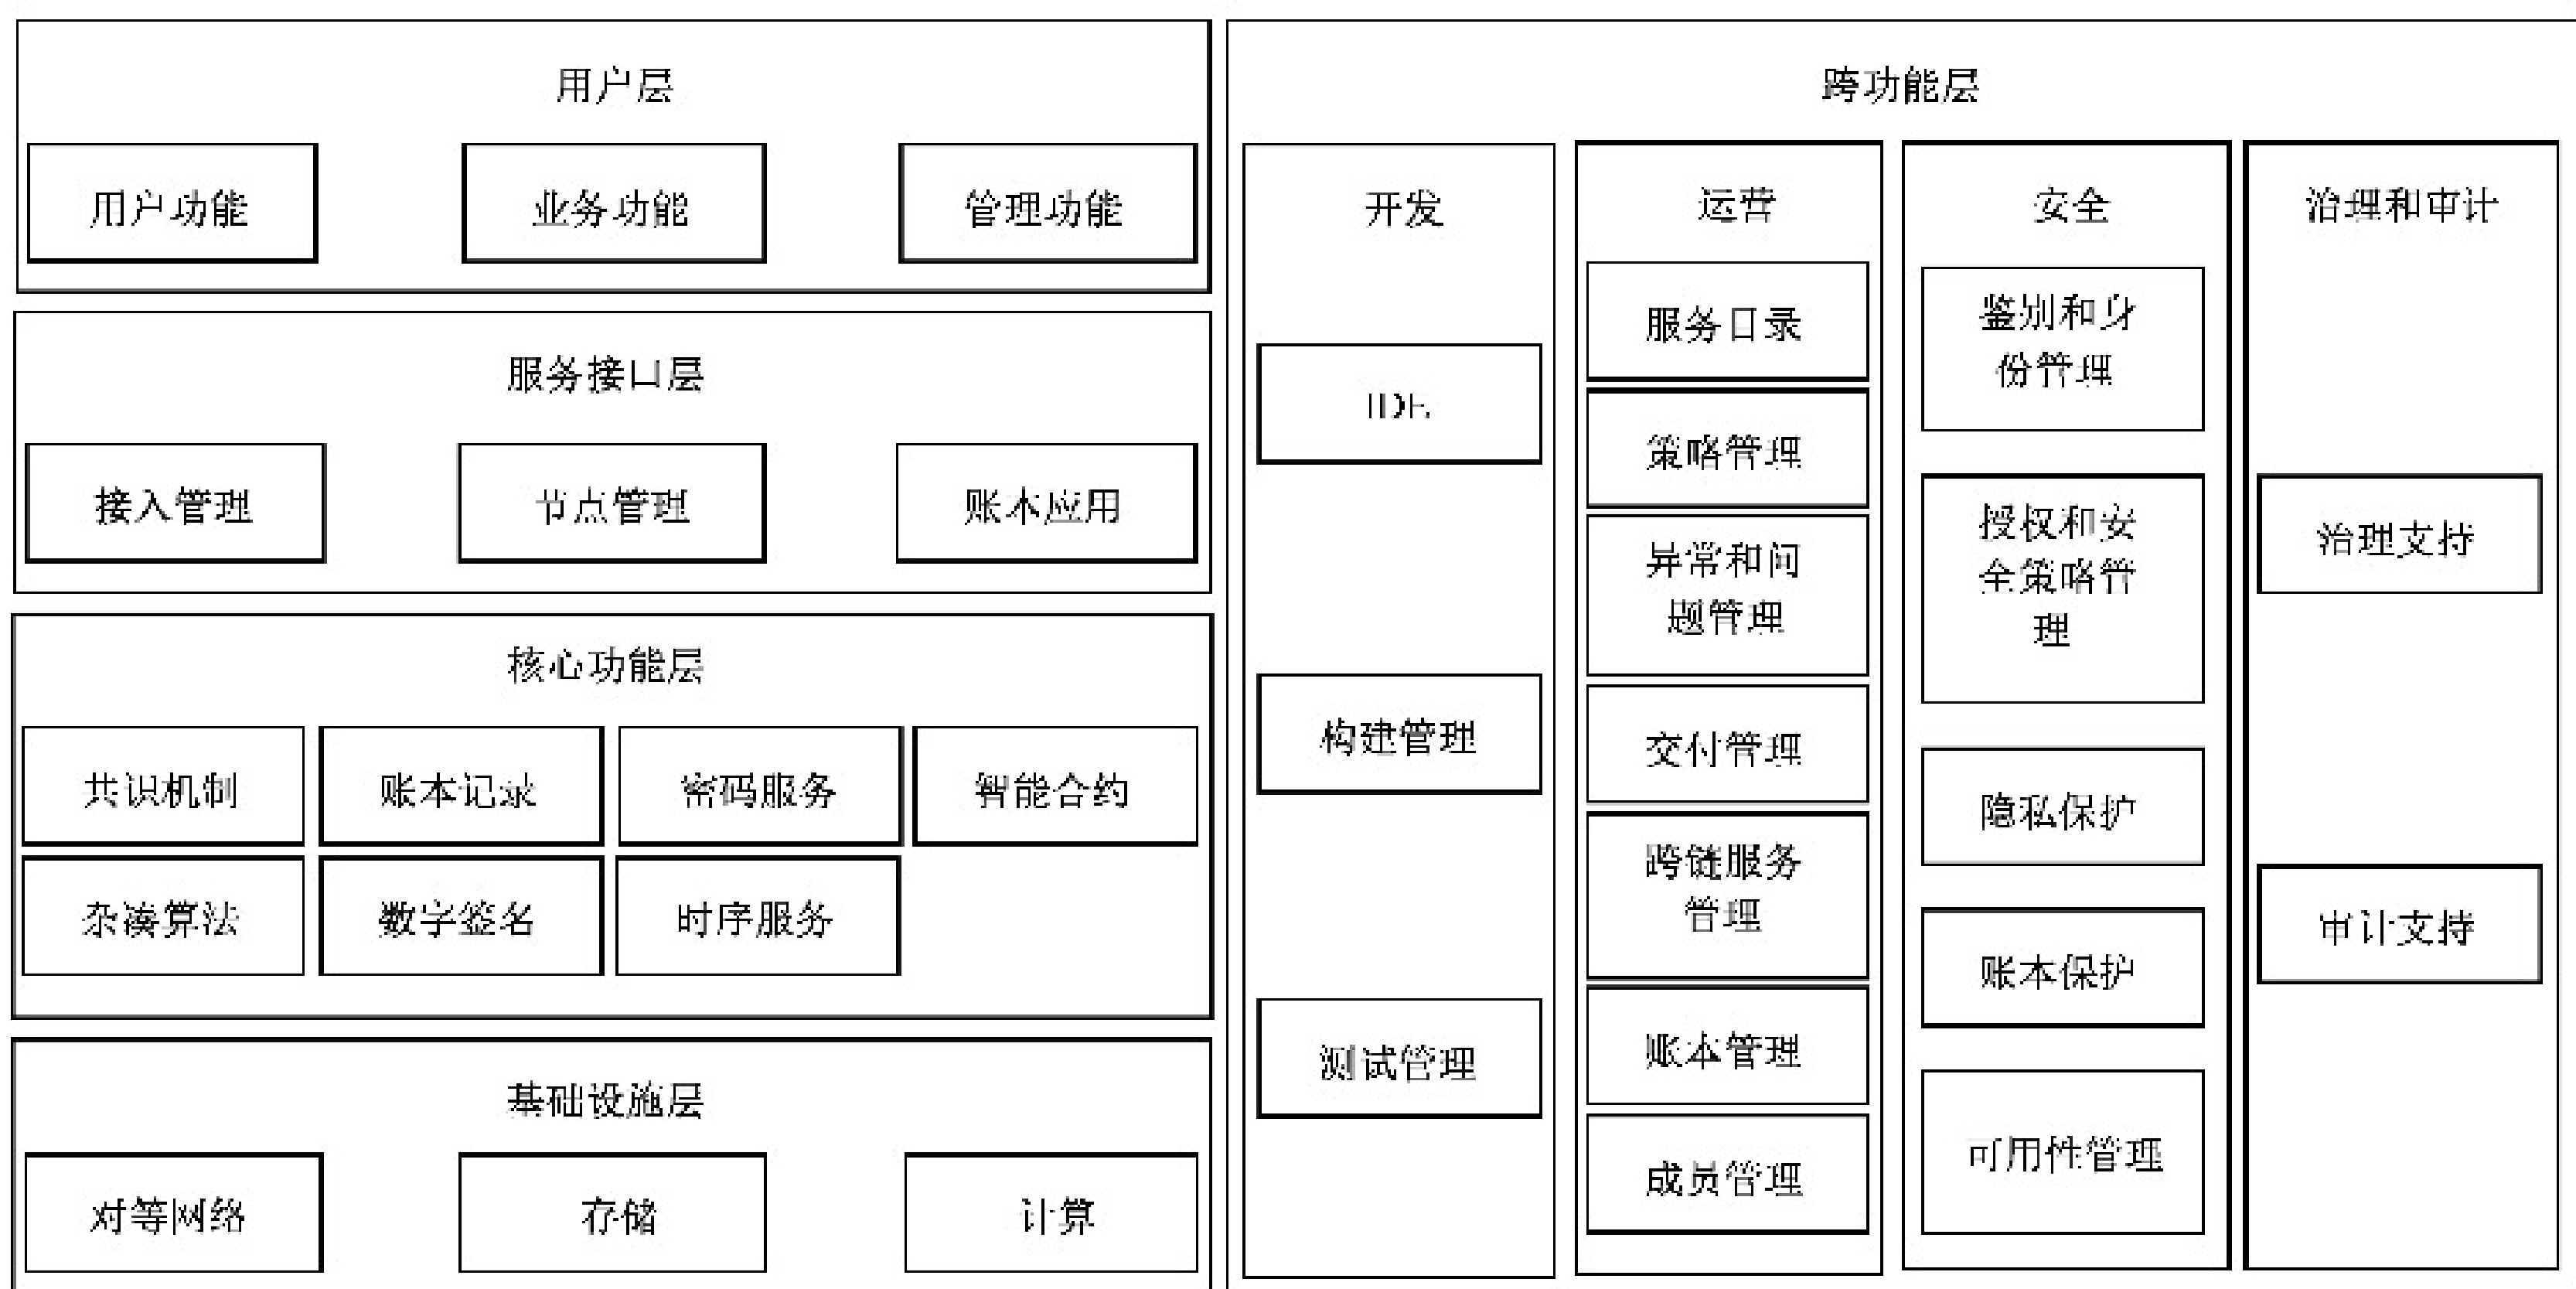 用户层
用户功能
业务功能
管理功能
服务接口层
接入管理
节点管理
账本应用
核心功能层
共识机制
账本记录
密码服务
智能合约
杂凑算法
数字签名
时序服务
基础设施层
对等网络
存储
计算
跨功能层
开发
IDE
构建管理
测试管理
运营
服务目录
策略管理
异常和问
题管理
交付管理
跨链服务
管理
账本管理
成员管理
安全
鉴别和身
份管理
授权和安
全策略管
理
隐私保护
账本保护
可用性管理
治理和审计
治理支持
审计支持